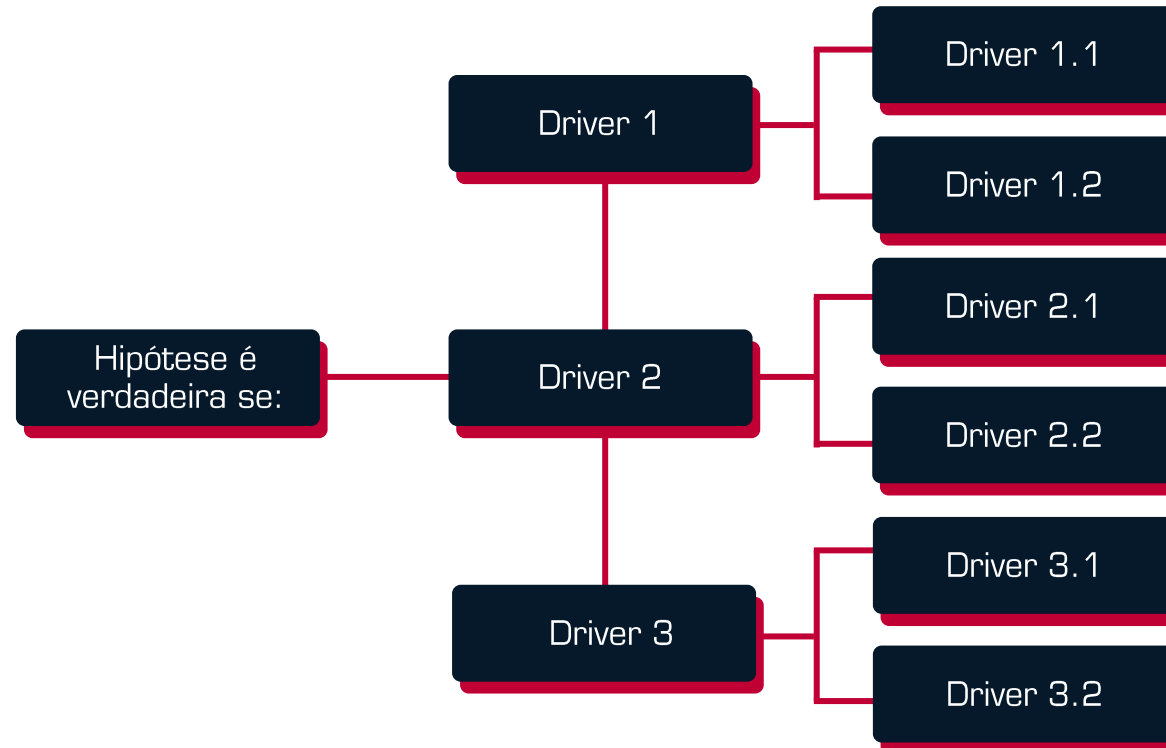 Hipótese é
verdadeira se:
Driver 1
Driver 1.1
Driver 1.2
Driver 2
Driver 2.1
Driver 2.2
Driver 3
Driver 3.1
Driver 3.2